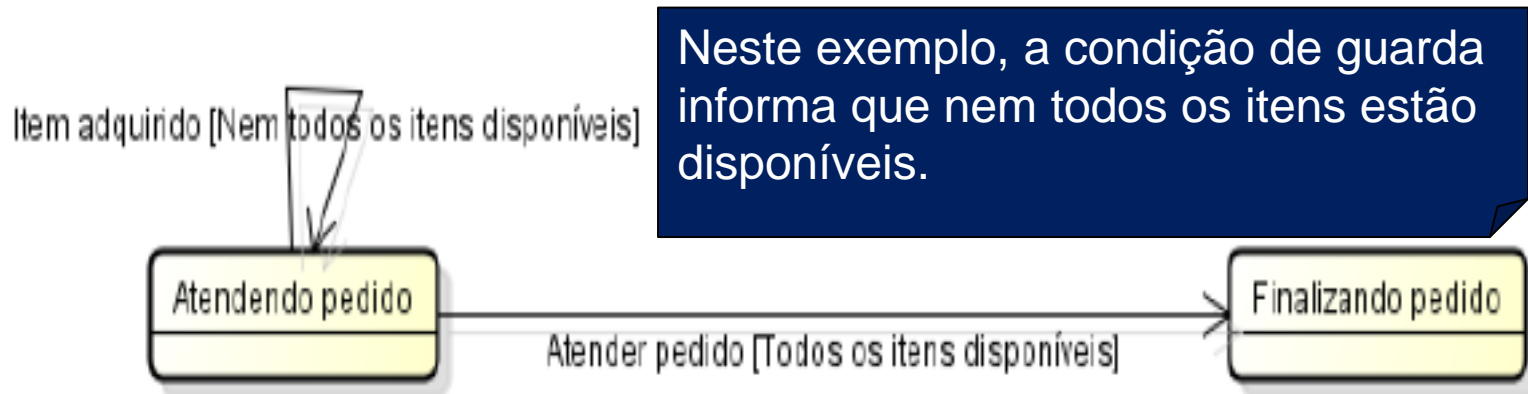 Neste exemplo, a condição de guarda
informa que nem todos os itens estão
disponíveis.
Item adquirido [Nem todos os itens disponíveis]
Atendendo pedido
Atender pedido [Todos os itens disponíveis]
Finalizando pedido